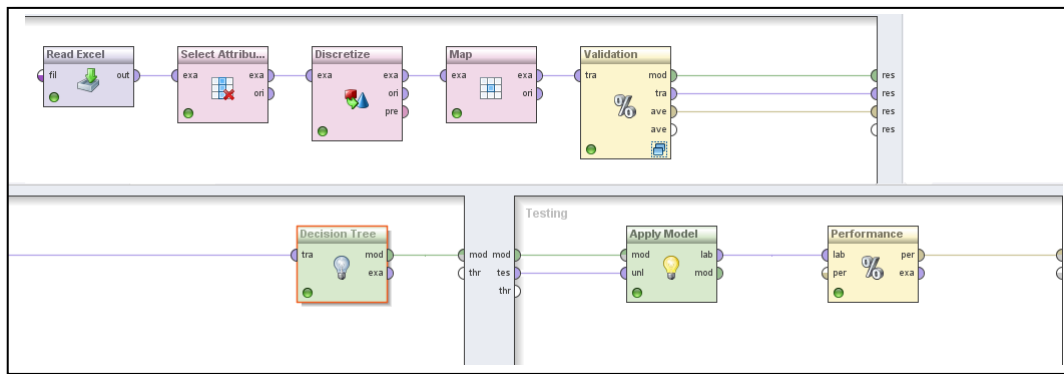 Read Excel
fil out
Select Attribu...
exa exa
ori
Discretize
exa exa
ori
pre
Map
exa exa
ori
Validation
tra mod
tra
ave
ave
%
res
res
res
res
Decision Tree
tra mod
exa
mod
thr
Testing
mod
tes
thr
Apply Model
mod lab
unl mod
Performance
lab per
per exa
%